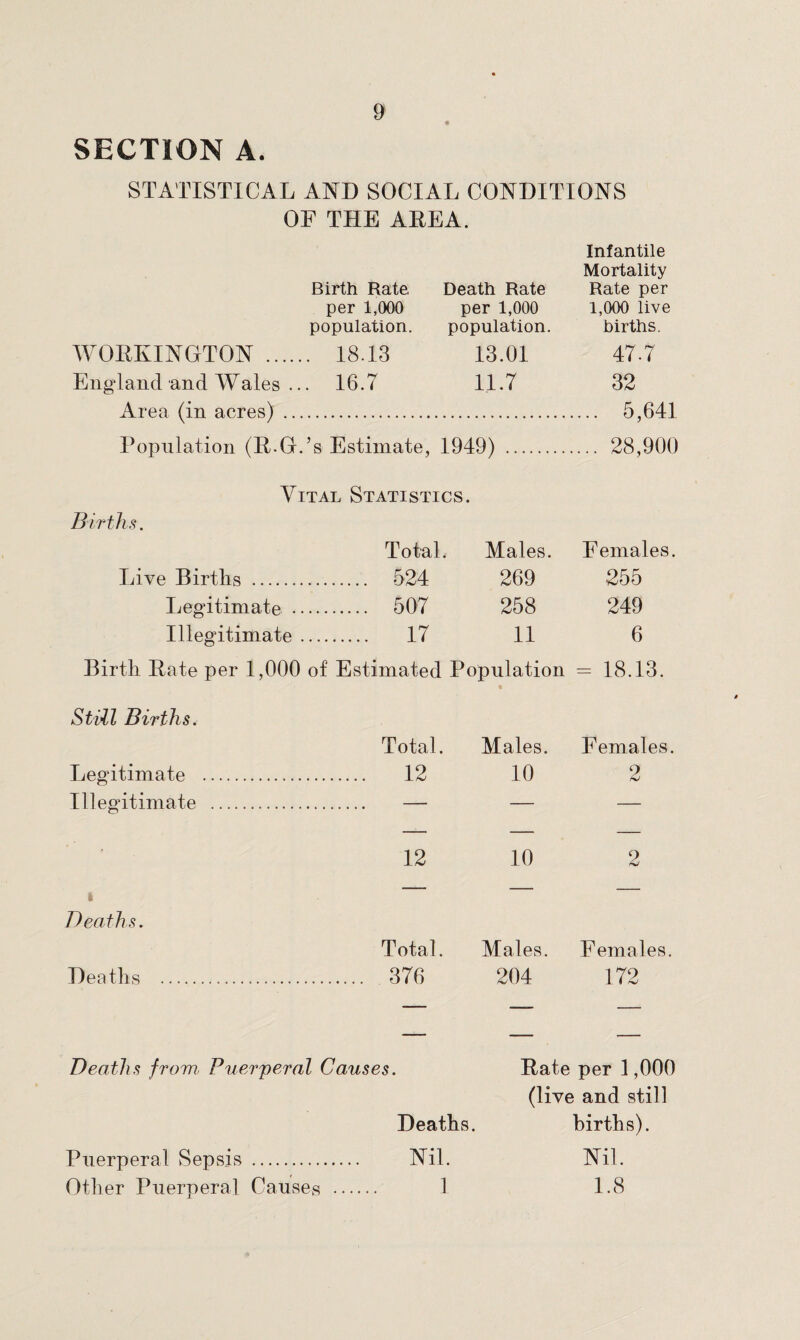 9
SECTION A.
STATISTICAL AND SOCIAL CONDITIONS
OF THE AREA.
Infantile
Mortality
Birth Rate Death Rate Rate per
per 1,000 per 1,000 1,000 live
population. population. births.
WORKINGTON ...... 18.13 13.01 47.7
England and Wales ... 16.7 11.7 32
Area (in acres) ........................................ 5,641
Population (R.G.'s Estimate, 1949) ............ 28,900
VITAL STATISTICS.
Births.
Total. Males. Females.
Live Births .................. 524 269 255
Legitimate ............ 507 258 249
Illegitimate ............ 17 11 6
Birth Rate per 1,000 of Estimated Population = 18.13.
Still Births.
Total. Males. Females.
Legitimate ........................ 12 10 2
Illegitimate ........................ — — —
— — —
12 10 2
— — —
Deaths.
Total. Males. Females.
Deaths .............................. 376 204 172
— — —
— — —
Deaths from Puerperal Causes. Rate per 1,000
(live and still
Deaths. births).
Puerperal Sepsis ............... Nil. Nil.
Other Puerperal Causes ...... 1 1.8